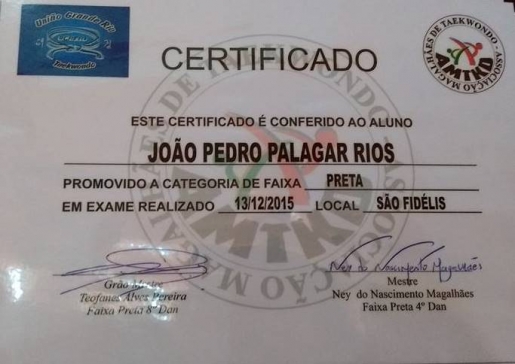 União Grande Rio
Taekwondo
CERTIFICADO
ASSOCIAÇÃO MAGALHÃES DE TAEKWONDO
AMTKD
ESTE CERTIFICADO É CONFERIDO AO ALUNO
JOÃO PEDRO PALAGAR RIOS
PROMOVIDO A CATEGORIA DE FAIXA PRETA
EM EXAME REALIZADO 13/12/2015 LOCAL SÃO FIDÉLIS
Ney do Nascimento Magalhães
Grão Mestre
Teofanes Alves Pereira
Faixa Preta 8º Dan
Mestre
Ney do Nascimento Magalhães
Faixa Preta 4º Dan